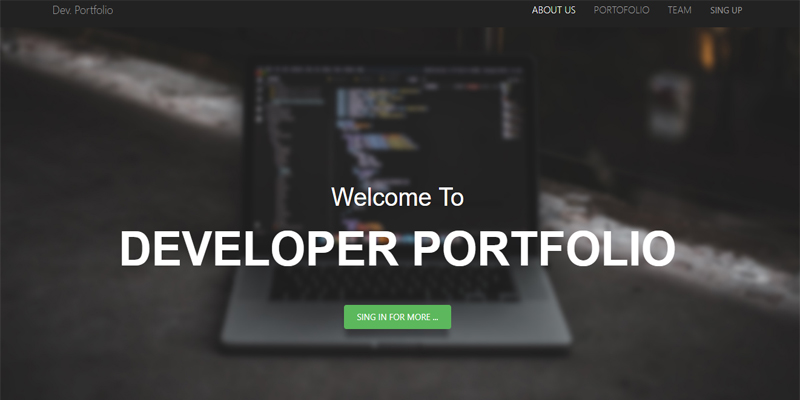 Dev. Portfolio
ABOUT US
PORTOFOLIO
TEAM
SING UP
Welcome To
DEVELOPER PORTFOLIO
SING IN FOR MORE ...